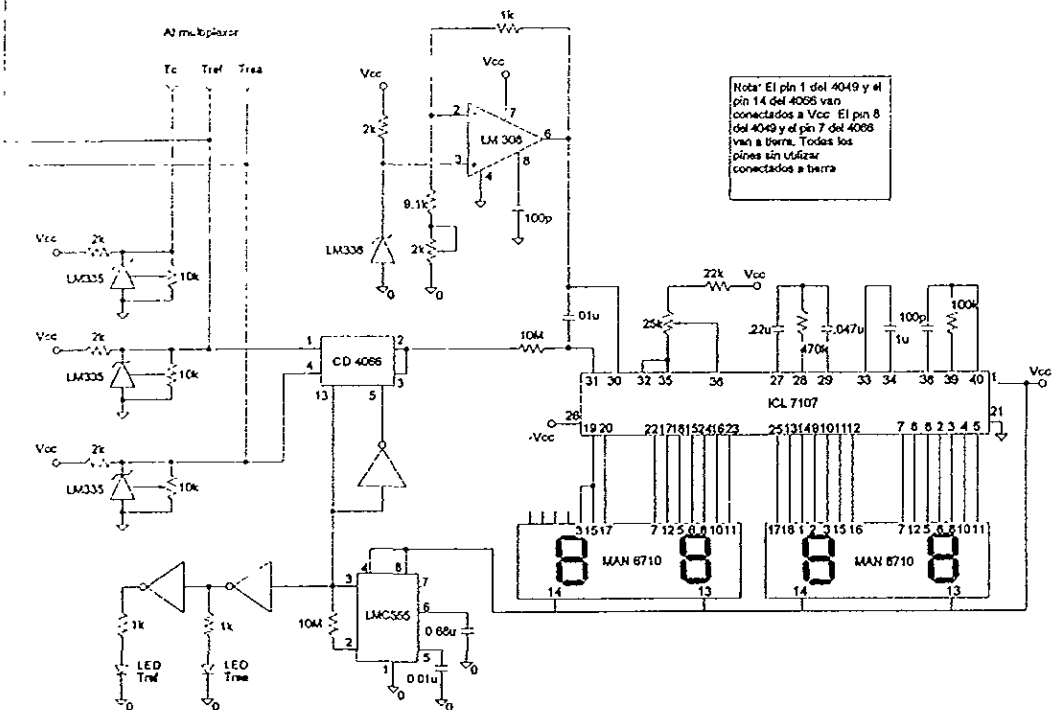 Al multiplexor
Tc Tref Trea
1k
Vcc
Vcc
2k
2
7
LM 308
6
3
8
4
9.1k
100p
LM336
2k
0
0
Nota: El pin 1 del 4049 y el
pin 14 del 4066 van
conectados a Vcc El pin 8
del 4049 y el pin 7 del 4066
van a tierra. Todos los
pines sin utilizar
conectados a tierra
Vcc
2k
LM335
10k
Vcc
2k
LM335
10k
Vcc
2k
LM335
10k
1
2
CD 4066
4
3
13
5
10M
01u
22k
Vcc
25k
.22u
470k
.047u
1u
100p
100k
31 30 32 35 36 27 28 29 33 34 38 39 40
1
Vcc
ICL 7107
26
-Vcc
21
19 17 20 22 12 17 18 15 24 16 23 25 13 14 9 10 11 12 7 8 6 2 3 4 5
3 15 17 7 12 5 6 8 10 11
MAN 6710
14
13
17 18 1 2 3 15 16 7 12 5 6 8 10 11
MAN 6710
14
13
4
8
3
7
LMC555
6
0.68u
0
10M
2
5
0.01u
1
0
0
1k
LED
Tref
0
1k
LED
Trea
0